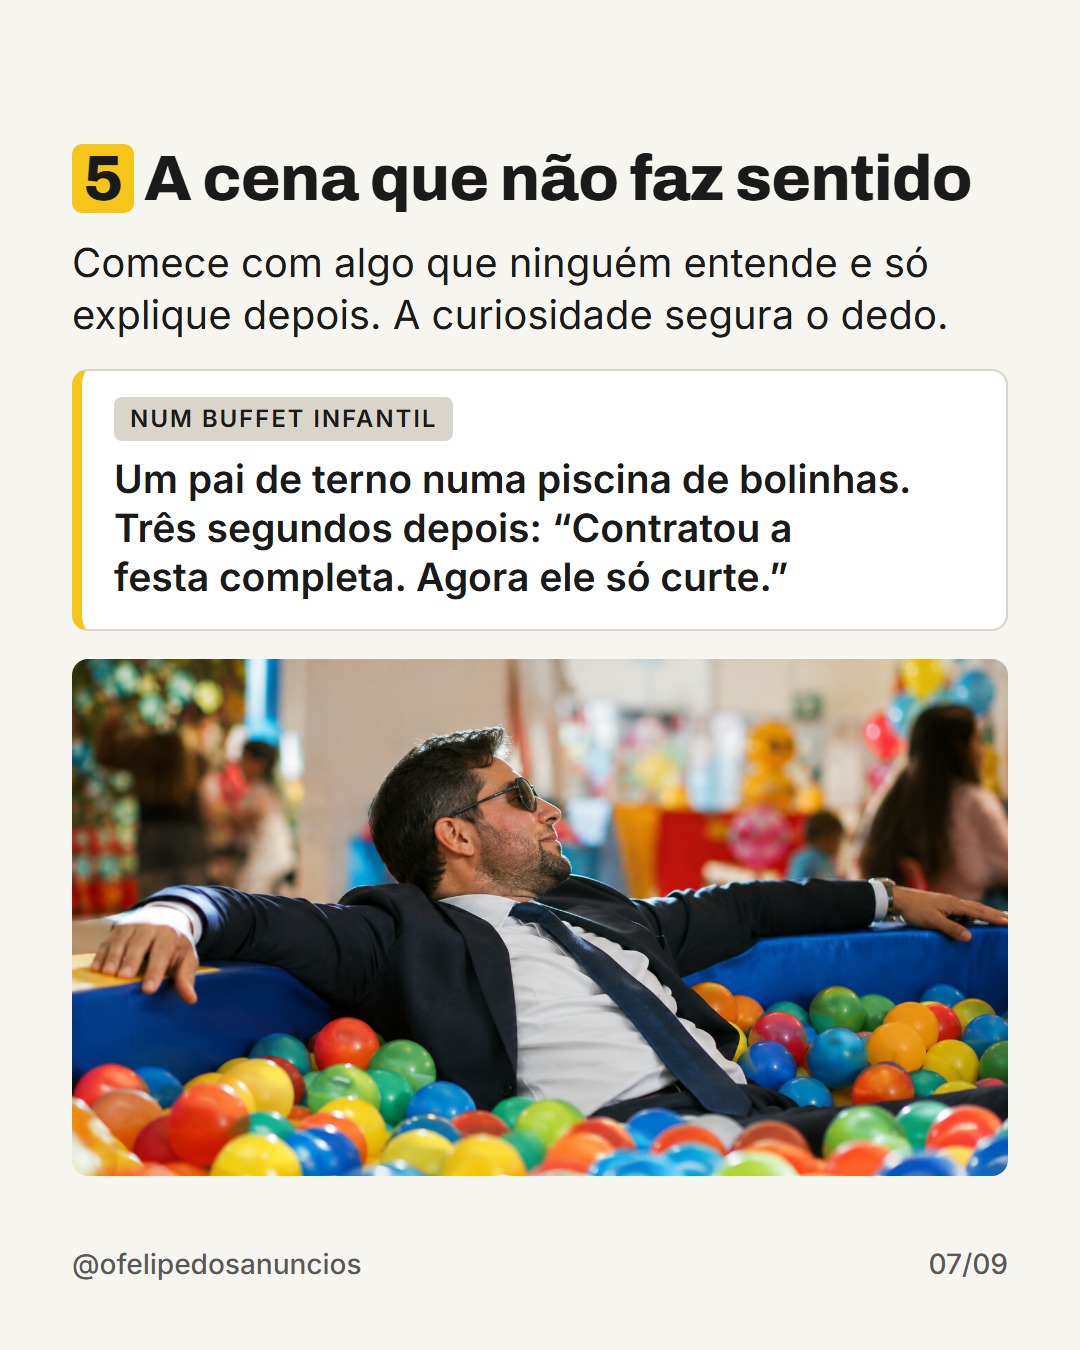 5 A cena que não faz sentido
Comece com algo que ninguém entende e só
explique depois. A curiosidade segura o dedo.
NUM BUFFET INFANTIL
Um pai de terno numa piscina de bolinhas.
Três segundos depois: “Contratou a
festa completa. Agora ele só curte.”
@ofelipedosanuncios
07/09